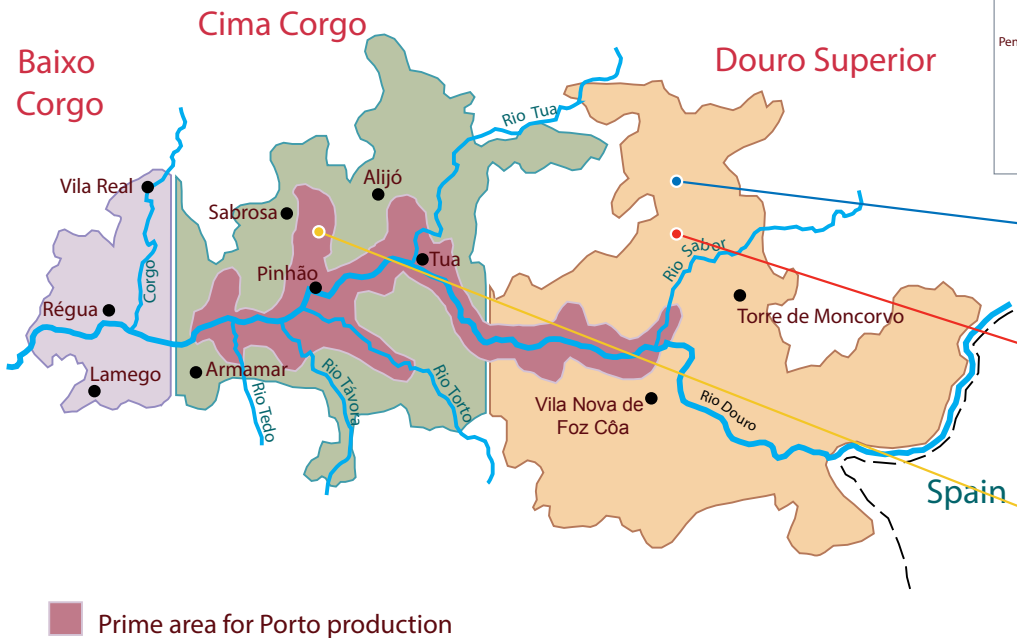 Cima Corgo
Baixo
Corgo
Douro Superior
Pen
Rio Tua
Vila Real
Alijó
Sabrosa
Corgo
Pinhão
Tua
Rio Sabor
Régua
Torre de Moncorvo
Lamego
Armamar
Rio Tedo
Rio Távora
Rio Torto
Vila Nova de
Foz Côa
Rio Douro
Spain
Prime area for Porto production